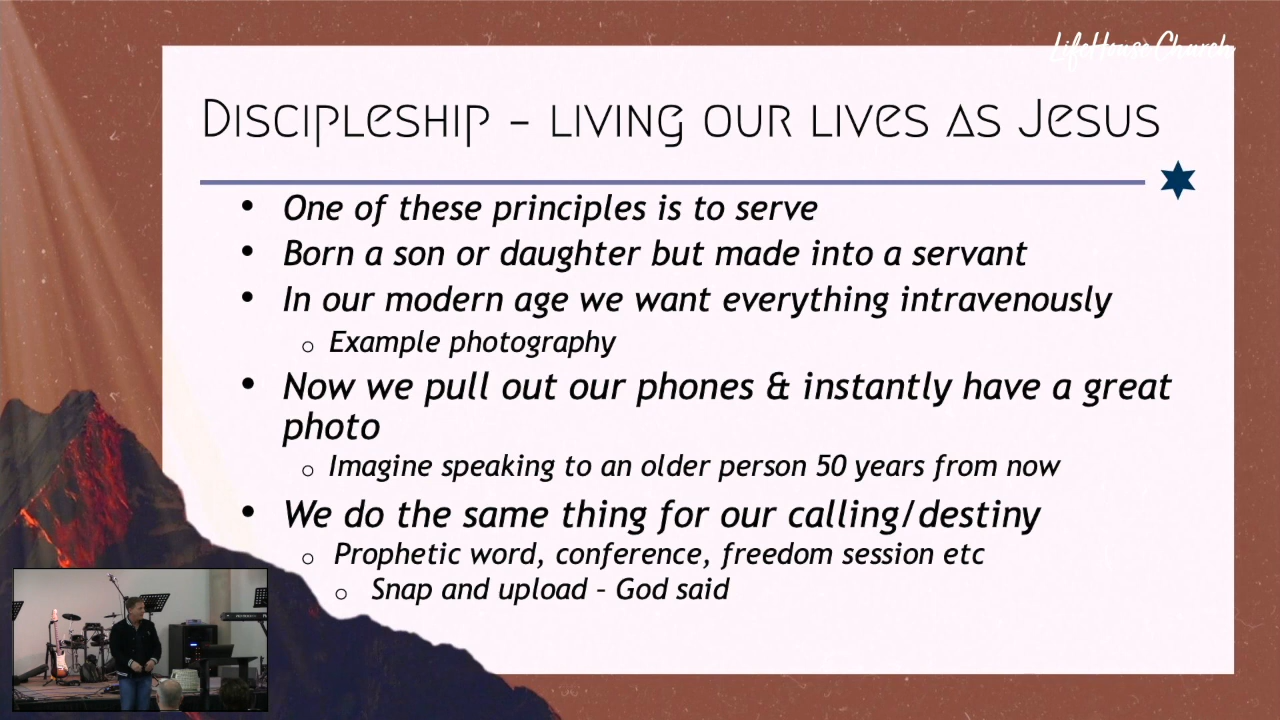 LifeHouse Church
Discipleship – living our lives as Jesus
• One of these principles is to serve
• Born a son or daughter but made into a servant
• In our modern age we want everything intravenously
o Example photography
• Now we pull out our phones & instantly have a great
photo
o Imagine speaking to an older person 50 years from now
• We do the same thing for our calling/destiny
o Prophetic word, conference, freedom session etc
o Snap and upload – God said